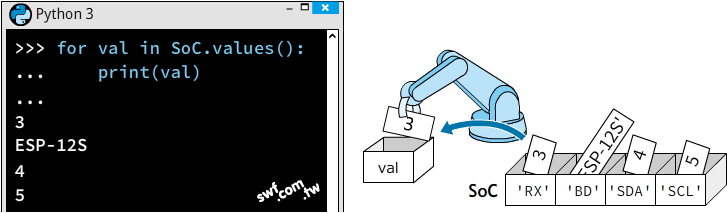 Python 3
>>> for val in SoC.values():
...     print(val)
...
3
ESP-12S
4
5
swf.com.tw
3
val
3
ESP-12S'
4
5
SoC
'RX' 'BD' 'SDA' 'SCL'